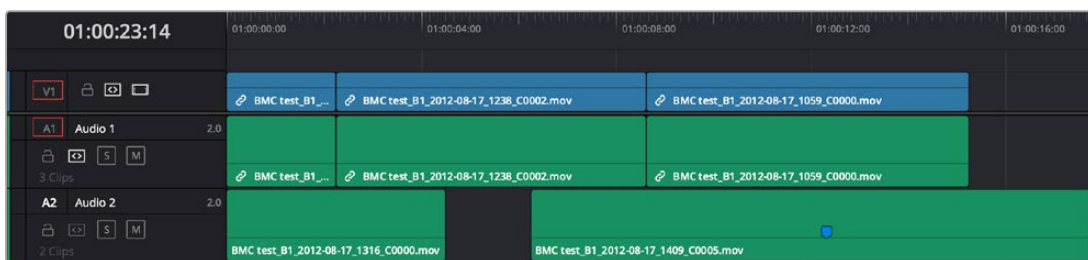 01:00:23:14 01:00:00:00 01:00:04:00 01:00:08:00 01:00:12:00 01:00:16:00
V1
BMC test_B1_... BMC test_B1_2012-08-17_1238_C0002.mov BMC test_B1_2012-08-17_1059_C0000.mov
A1 Audio 1 2.0
S M
3 Clips BMC test_B1_... BMC test_B1_2012-08-17_1238_C0002.mov BMC test_B1_2012-08-17_1059_C0000.mov
A2 Audio 2 2.0
S M
2 Clips BMC test_B1_2012-08-17_1316_C0000.mov BMC test_B1_2012-08-17_1409_C0005.mov